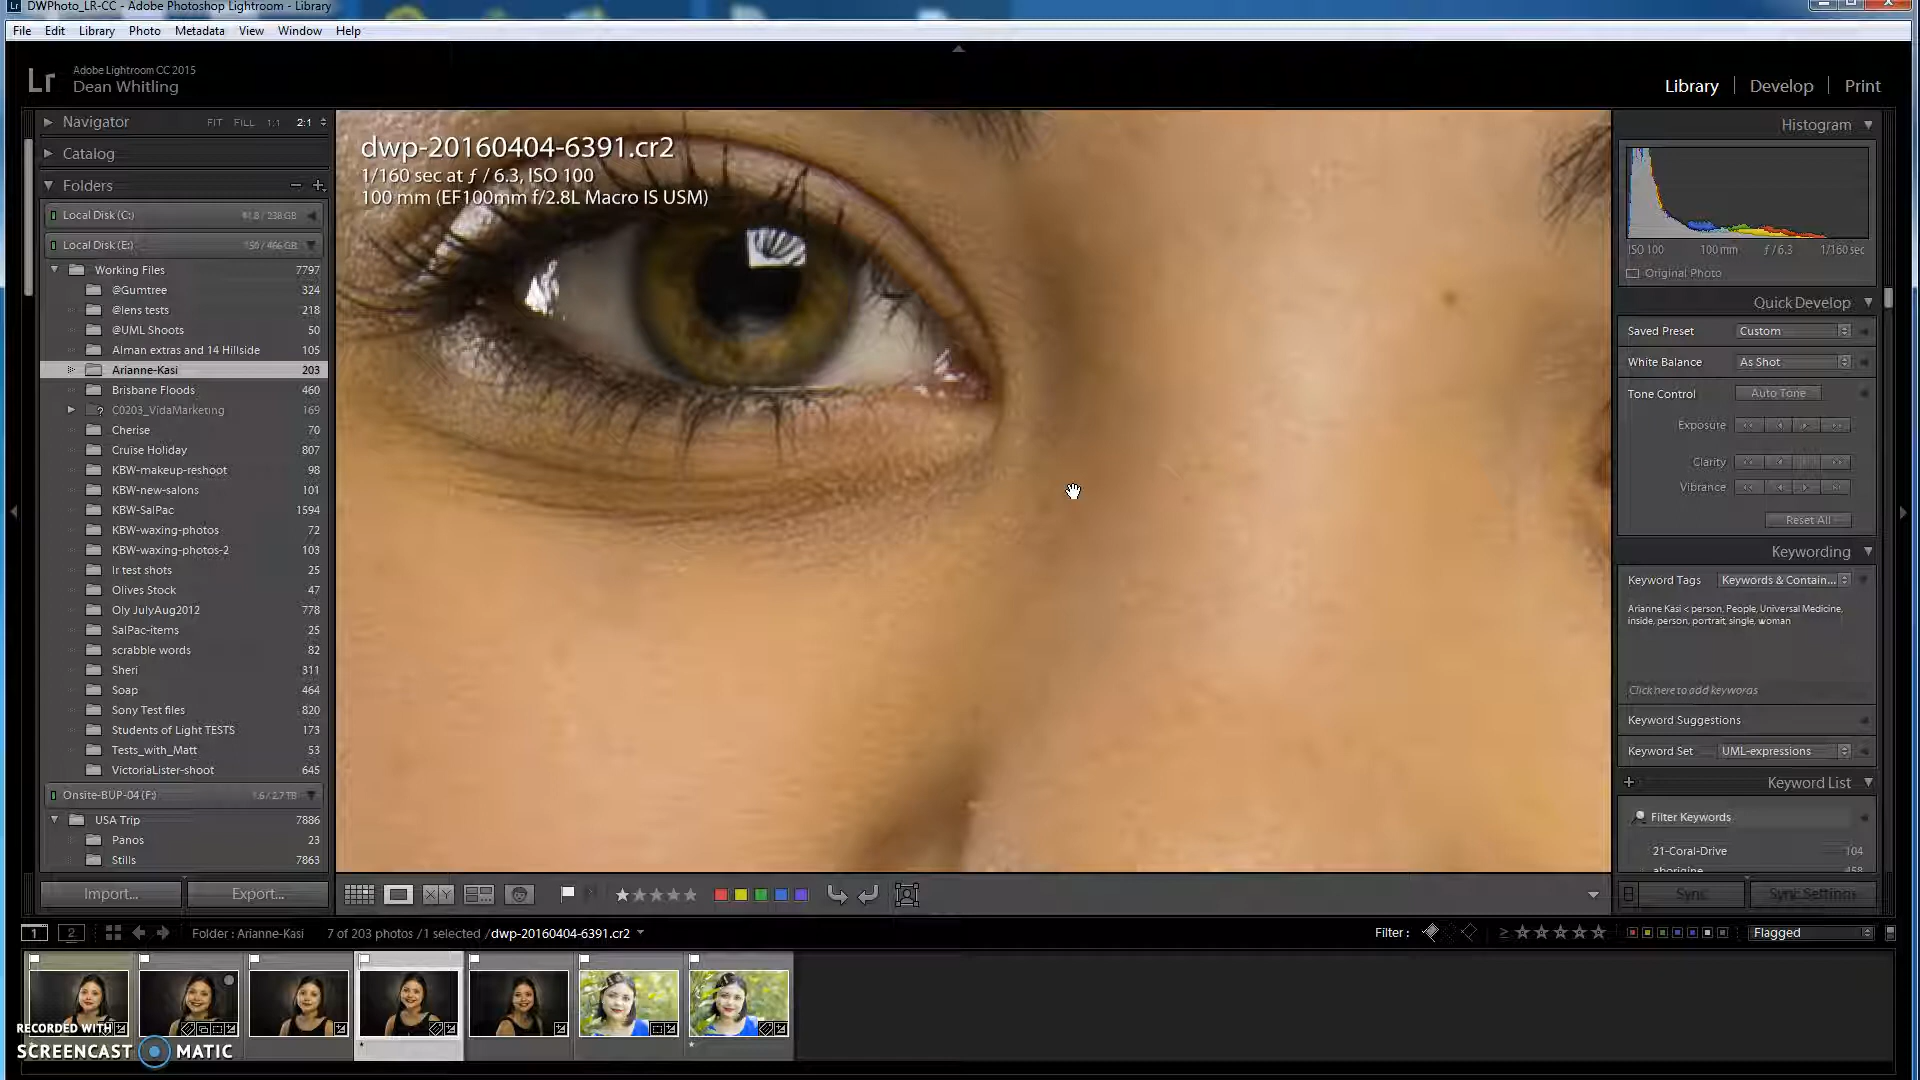 DWPhoto_LR-CC - Adobe Photoshop Lightroom - Library
File Edit Library Photo Metadata View Window Help
Lr
Adobe Lightroom CC 2015
Dean Whitling
Library Develop Print
Navigator FIT FILL 1:1 2:1
Catalog
Folders
Local Disk (C:)
Local Disk (E:) 150 / 466 GB
Working Files 7797
@Gumtree 324
@lens tests 218
@UML Shoots 50
Alman extras and 14 Hillside 105
Arianne-Kasi 203
Brisbane Floods 460
C0203_VidaMarketing 169
Cherise 70
Cruise Holiday 807
KBW-makeup-reshoot 98
KBW-new-salons 101
KBW-SalPac 1594
KBW-waxing-photos 72
KBW-waxing-photos-2 103
lr test shots 25
Olives Stock 47
Oly JulyAug2012 778
SalPac-items 25
scrabble words 82
Sheri 311
Soap 464
Sony Test files 820
Students of Light TESTS 173
Tests_with_Matt 53
VictoriaLister-shoot 645
Onsite-BUP-04 (F:) 1.6 / 2.7 TB
USA Trip 7886
Panos 23
Stills 7863
Import... Export...
dwp-20160404-6391.cr2
1/160 sec at ƒ / 6.3, ISO 100
100 mm (EF100mm f/2.8L Macro IS USM)
Histogram
ISO 100 100 mm ƒ / 6.3 1/160 sec
Original Photo
Quick Develop
Saved Preset Custom
White Balance As Shot
Tone Control Auto Tone
Exposure
Clarity
Vibrance
Reset All
Keywording
Keyword Tags Keywords & Contain...
Arianne Kasi < person, People, Universal Medicine,
inside, person, portrait, single, woman
Click here to add keywords
Keyword Suggestions
Keyword Set UML-expressions
Keyword List
Filter Keywords
21-Coral-Drive 104
aborigine 458
Sync Sync Settings
X Y
1 2 Folder : Arianne-Kasi 7 of 203 photos / 1 selected / dwp-20160404-6391.cr2 Filter : ≥ Flagged
RECORDED WITH
SCREENCAST MATIC